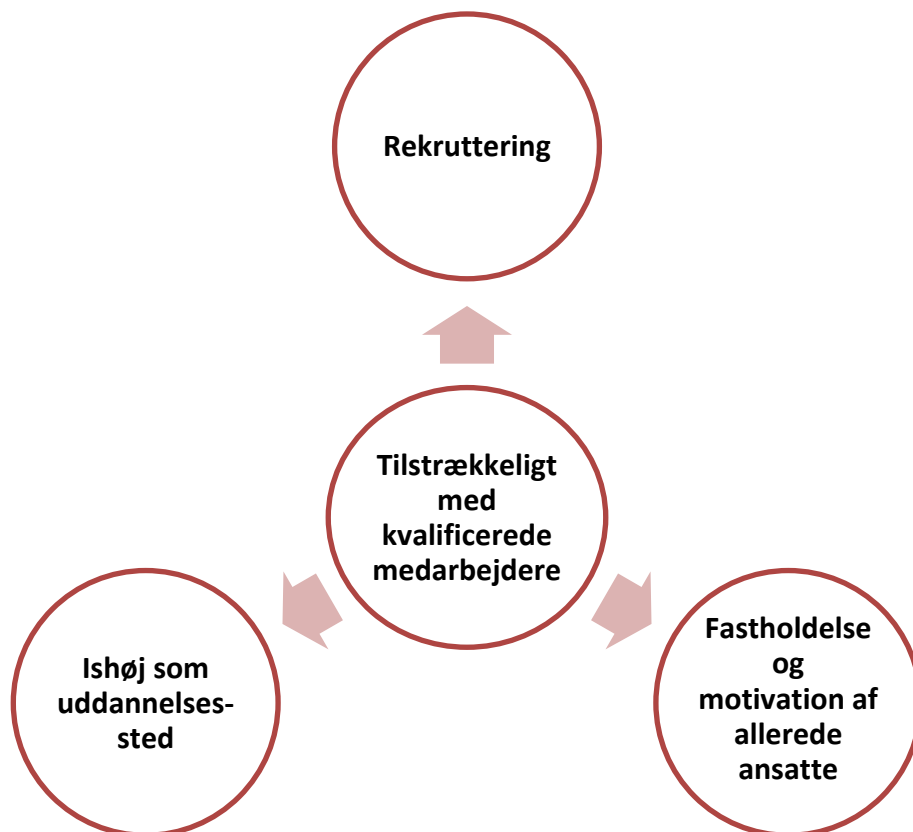 Rekruttering
Tilstrækkeligt
med
kvalificerede
medarbejdere
Ishøj som
uddannelses-
sted
Fastholdelse
og
motivation af
allerede
ansatte